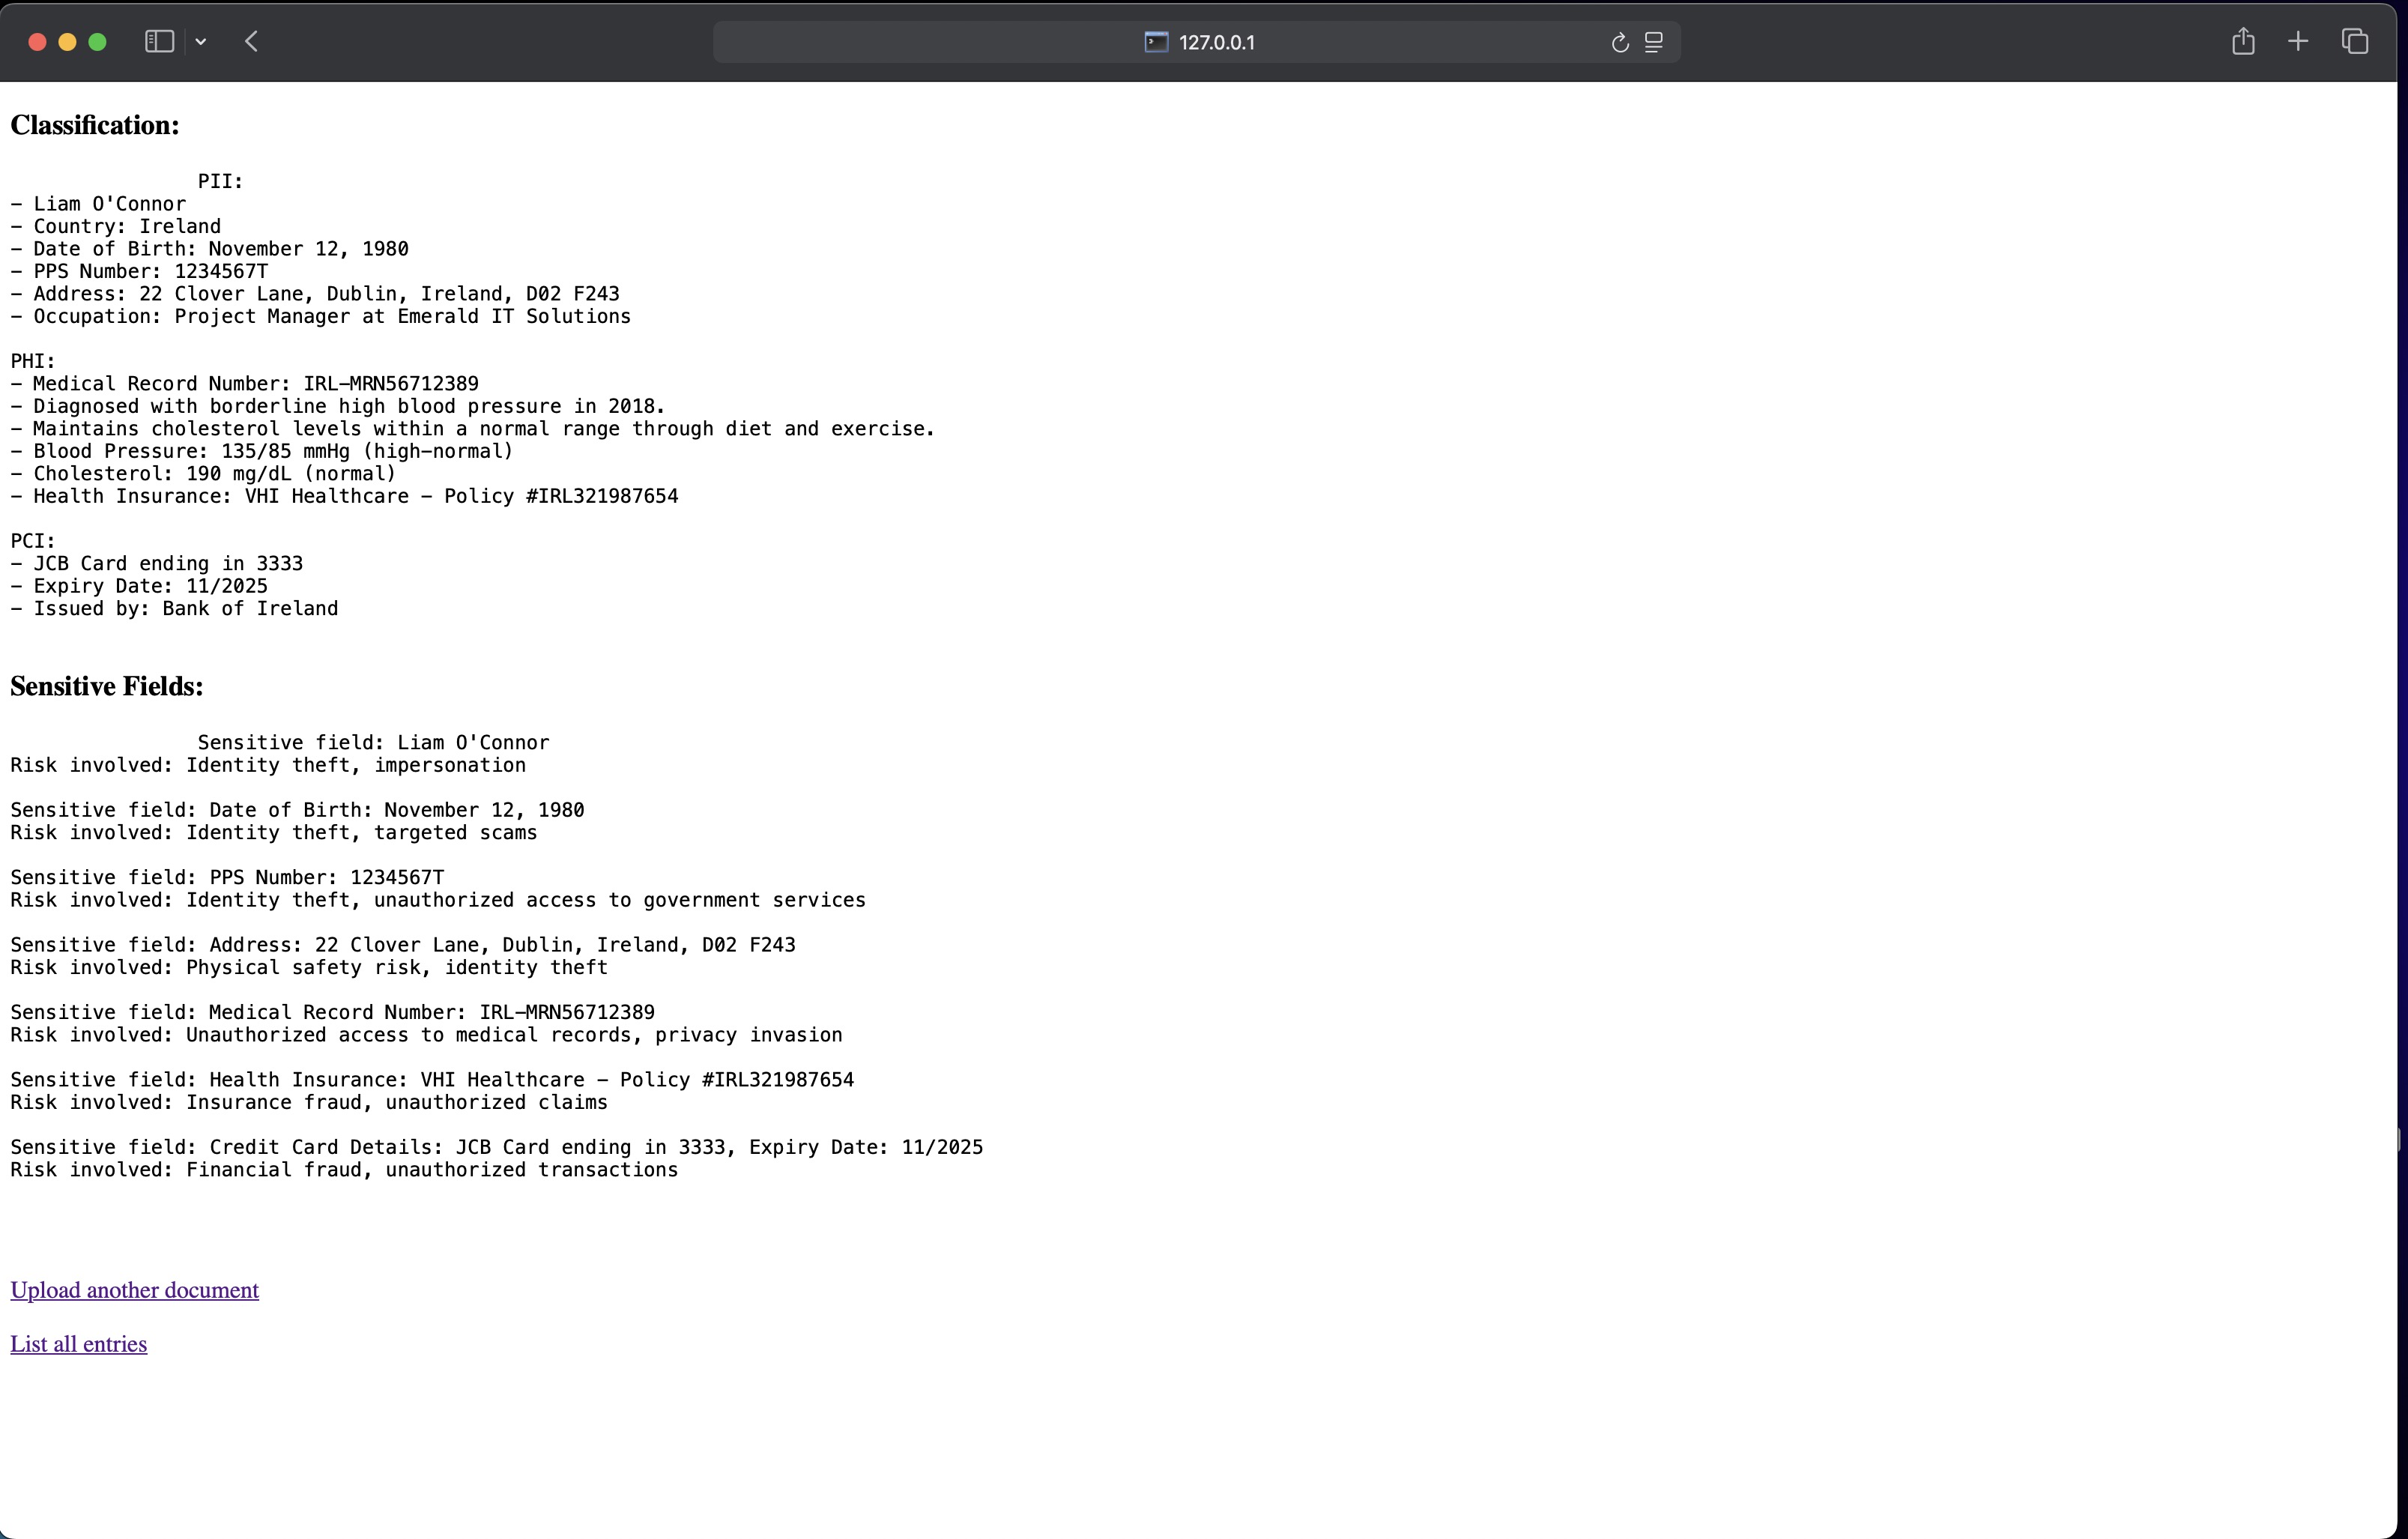 127.0.0.1
Classification:
PII:
- Liam O'Connor
- Country: Ireland
- Date of Birth: November 12, 1980
- PPS Number: 1234567T
- Address: 22 Clover Lane, Dublin, Ireland, D02 F243
- Occupation: Project Manager at Emerald IT Solutions
PHI:
- Medical Record Number: IRL-MRN56712389
- Diagnosed with borderline high blood pressure in 2018.
- Maintains cholesterol levels within a normal range through diet and exercise.
- Blood Pressure: 135/85 mmHg (high-normal)
- Cholesterol: 190 mg/dL (normal)
- Health Insurance: VHI Healthcare - Policy #IRL321987654
PCI:
- JCB Card ending in 3333
- Expiry Date: 11/2025
- Issued by: Bank of Ireland
Sensitive Fields:
Sensitive field: Liam O'Connor
Risk involved: Identity theft, impersonation
Sensitive field: Date of Birth: November 12, 1980
Risk involved: Identity theft, targeted scams
Sensitive field: PPS Number: 1234567T
Risk involved: Identity theft, unauthorized access to government services
Sensitive field: Address: 22 Clover Lane, Dublin, Ireland, D02 F243
Risk involved: Physical safety risk, identity theft
Sensitive field: Medical Record Number: IRL-MRN56712389
Risk involved: Unauthorized access to medical records, privacy invasion
Sensitive field: Health Insurance: VHI Healthcare - Policy #IRL321987654
Risk involved: Insurance fraud, unauthorized claims
Sensitive field: Credit Card Details: JCB Card ending in 3333, Expiry Date: 11/2025
Risk involved: Financial fraud, unauthorized transactions
Upload another document
List all entries